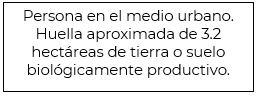 Persona en el medio urbano.
Huella aproximada de 3.2
hectáreas de tierra o suelo
biológicamente productivo.